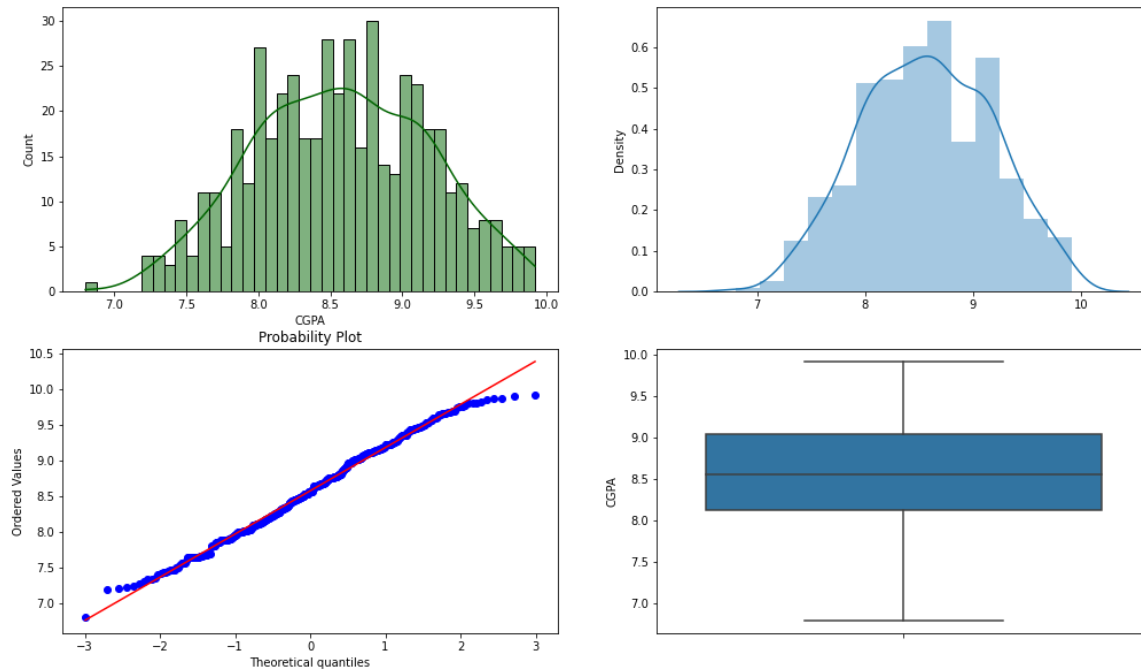 Count
30
25
20
15
10
5
0
7.0 7.5 8.0 8.5 9.0 9.5 10.0
CGPA
Density
0.6
0.5
0.4
0.3
0.2
0.1
0.0
7 8 9 10
Probability Plot
Ordered Values
10.5
10.0
9.5
9.0
8.5
8.0
7.5
7.0
−3 −2 −1 0 1 2 3
Theoretical quantiles
CGPA
10.0
9.5
9.0
8.5
8.0
7.5
7.0